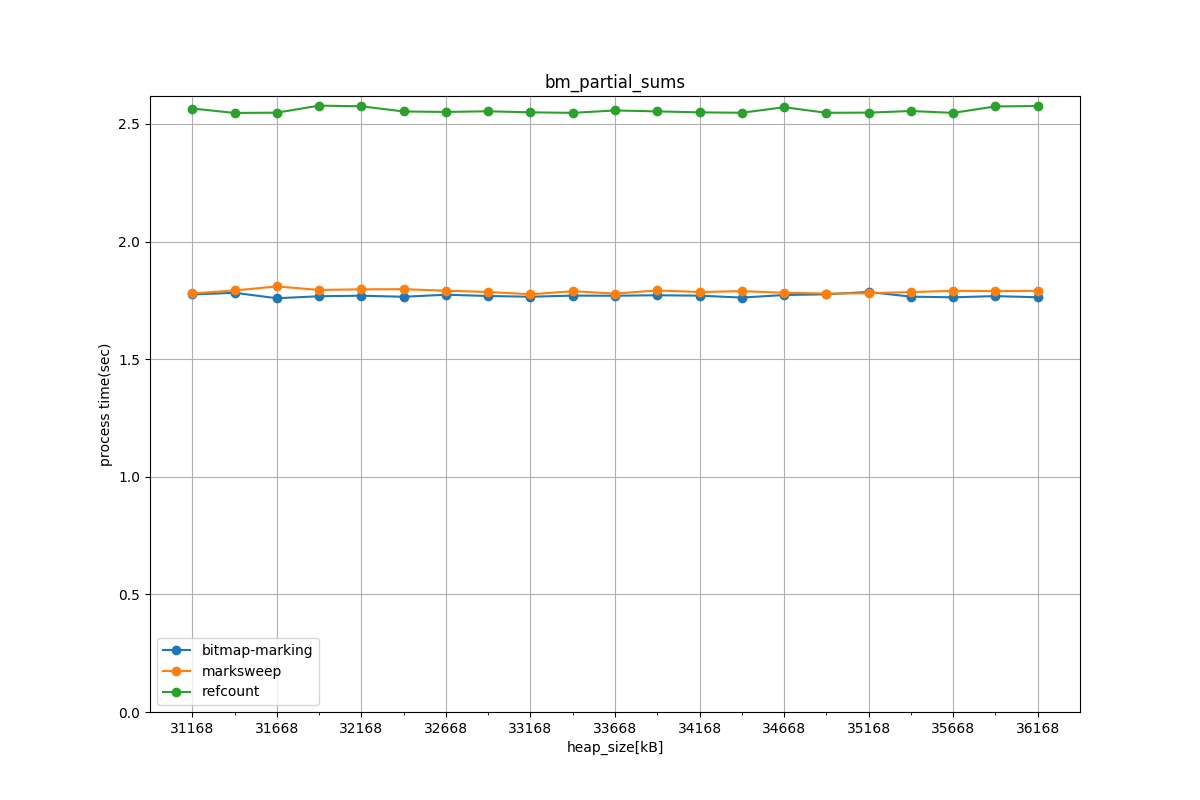 bm_partial_sums
process time(sec)
2.5
2.0
1.5
1.0
0.5
0.0
bitmap-marking
marksweep
refcount
31168 31668 32168 32668 33168 33668 34168 34668 35168 35668 36168
heap_size[kB]